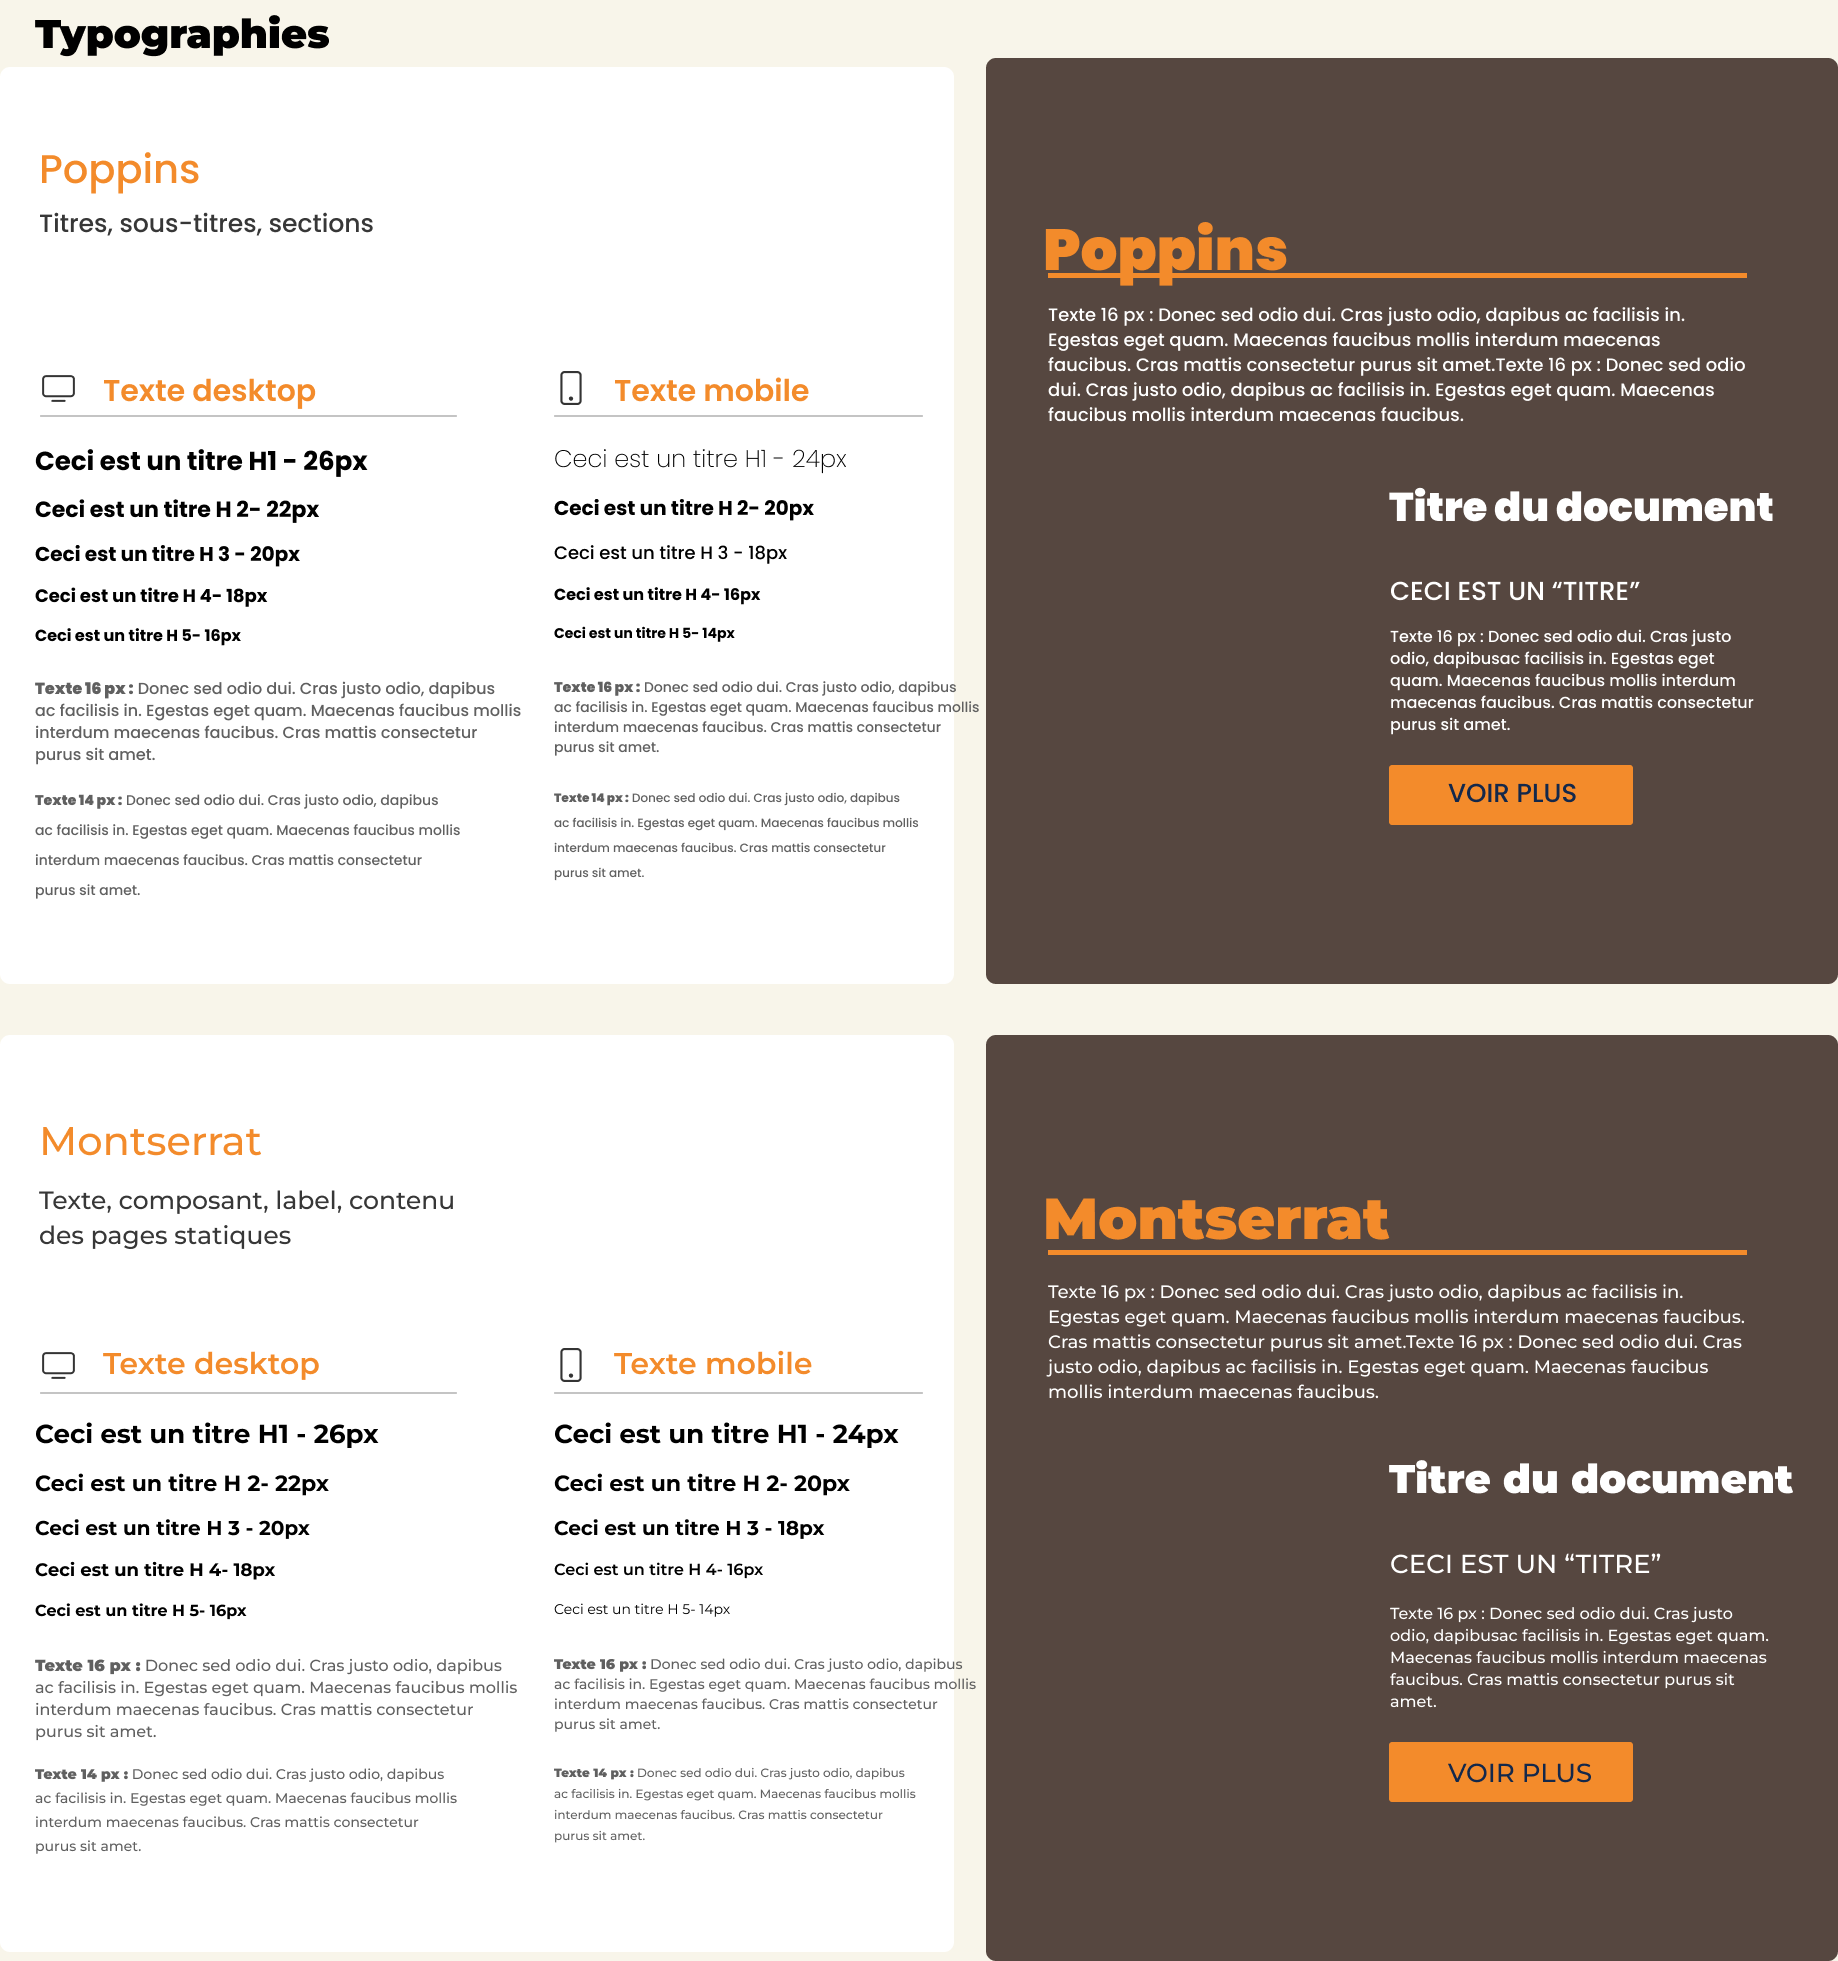 Typographies
Poppins
Titres, sous-titres, sections
Texte desktop
Ceci est un titre H1 - 26px
Ceci est un titre H 2- 22px
Ceci est un titre H 3 - 20px
Ceci est un titre H 4- 18px
Ceci est un titre H 5- 16px
Texte 16 px : Donec sed odio dui. Cras justo odio, dapibus
ac facilisis in. Egestas eget quam. Maecenas faucibus mollis
interdum maecenas faucibus. Cras mattis consectetur
purus sit amet.
Texte 14 px : Donec sed odio dui. Cras justo odio, dapibus
ac facilisis in. Egestas eget quam. Maecenas faucibus mollis
interdum maecenas faucibus. Cras mattis consectetur
purus sit amet.
Texte mobile
Ceci est un titre H1 - 24px
Ceci est un titre H 2- 20px
Ceci est un titre H 3 - 18px
Ceci est un titre H 4- 16px
Ceci est un titre H 5- 14px
Texte 16 px : Donec sed odio dui. Cras justo odio, dapibus
ac facilisis in. Egestas eget quam. Maecenas faucibus mollis
interdum maecenas faucibus. Cras mattis consectetur
purus sit amet.
Texte 14 px : Donec sed odio dui. Cras justo odio, dapibus
ac facilisis in. Egestas eget quam. Maecenas faucibus mollis
interdum maecenas faucibus. Cras mattis consectetur
purus sit amet.
Poppins
Texte 16 px : Donec sed odio dui. Cras justo odio, dapibus ac facilisis in.
Egestas eget quam. Maecenas faucibus mollis interdum maecenas
faucibus. Cras mattis consectetur purus sit amet.Texte 16 px : Donec sed odio
dui. Cras justo odio, dapibus ac facilisis in. Egestas eget quam. Maecenas
faucibus mollis interdum maecenas faucibus.
Titre du document
CECI EST UN “TITRE”
Texte 16 px : Donec sed odio dui. Cras justo
odio, dapibusac facilisis in. Egestas eget
quam. Maecenas faucibus mollis interdum
maecenas faucibus. Cras mattis consectetur
purus sit amet.
VOIR PLUS
Montserrat
Texte, composant, label, contenu
des pages statiques
Texte desktop
Ceci est un titre H1 - 26px
Ceci est un titre H 2- 22px
Ceci est un titre H 3 - 20px
Ceci est un titre H 4- 18px
Ceci est un titre H 5- 16px
Texte 16 px : Donec sed odio dui. Cras justo odio, dapibus
ac facilisis in. Egestas eget quam. Maecenas faucibus mollis
interdum maecenas faucibus. Cras mattis consectetur
purus sit amet.
Texte 14 px : Donec sed odio dui. Cras justo odio, dapibus
ac facilisis in. Egestas eget quam. Maecenas faucibus mollis
interdum maecenas faucibus. Cras mattis consectetur
purus sit amet.
Texte mobile
Ceci est un titre H1 - 24px
Ceci est un titre H 2- 20px
Ceci est un titre H 3 - 18px
Ceci est un titre H 4- 16px
Ceci est un titre H 5- 14px
Texte 16 px : Donec sed odio dui. Cras justo odio, dapibus
ac facilisis in. Egestas eget quam. Maecenas faucibus mollis
interdum maecenas faucibus. Cras mattis consectetur
purus sit amet.
Texte 14 px : Donec sed odio dui. Cras justo odio, dapibus
ac facilisis in. Egestas eget quam. Maecenas faucibus mollis
interdum maecenas faucibus. Cras mattis consectetur
purus sit amet.
Montserrat
Texte 16 px : Donec sed odio dui. Cras justo odio, dapibus ac facilisis in.
Egestas eget quam. Maecenas faucibus mollis interdum maecenas faucibus.
Cras mattis consectetur purus sit amet.Texte 16 px : Donec sed odio dui. Cras
justo odio, dapibus ac facilisis in. Egestas eget quam. Maecenas faucibus
mollis interdum maecenas faucibus.
Titre du document
CECI EST UN “TITRE”
Texte 16 px : Donec sed odio dui. Cras justo
odio, dapibusac facilisis in. Egestas eget quam.
Maecenas faucibus mollis interdum maecenas
faucibus. Cras mattis consectetur purus sit
amet.
VOIR PLUS